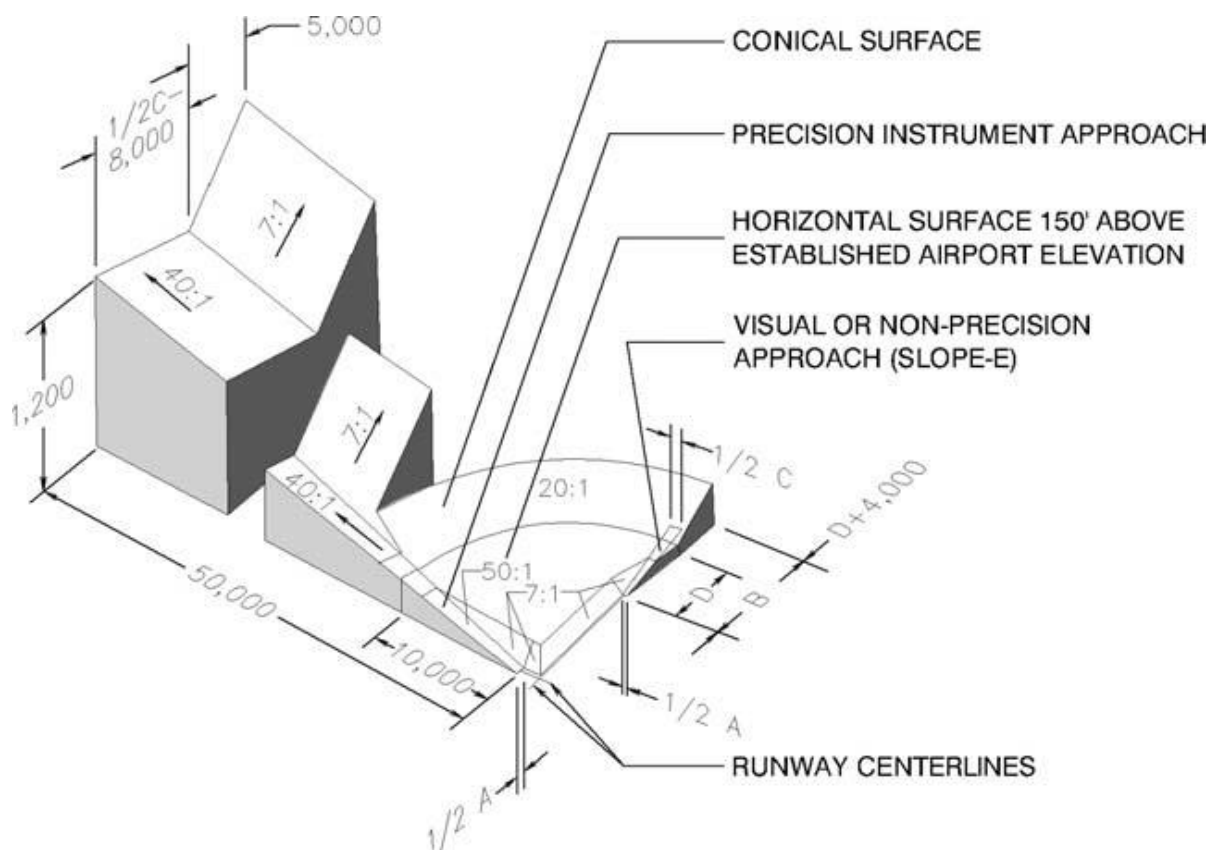 5,000
CONICAL SURFACE
1/2C-
8,000
PRECISION INSTRUMENT APPROACH
7:1
HORIZONTAL SURFACE 150' ABOVE
ESTABLISHED AIRPORT ELEVATION
40:1
VISUAL OR NON-PRECISION
APPROACH (SLOPE-E)
1,200
7:1
1/2 C
40:1
20:1
D+4,000
50:1
7:1
50,000
D
B
10,000
1/2 A
RUNWAY CENTERLINES
1/2 A